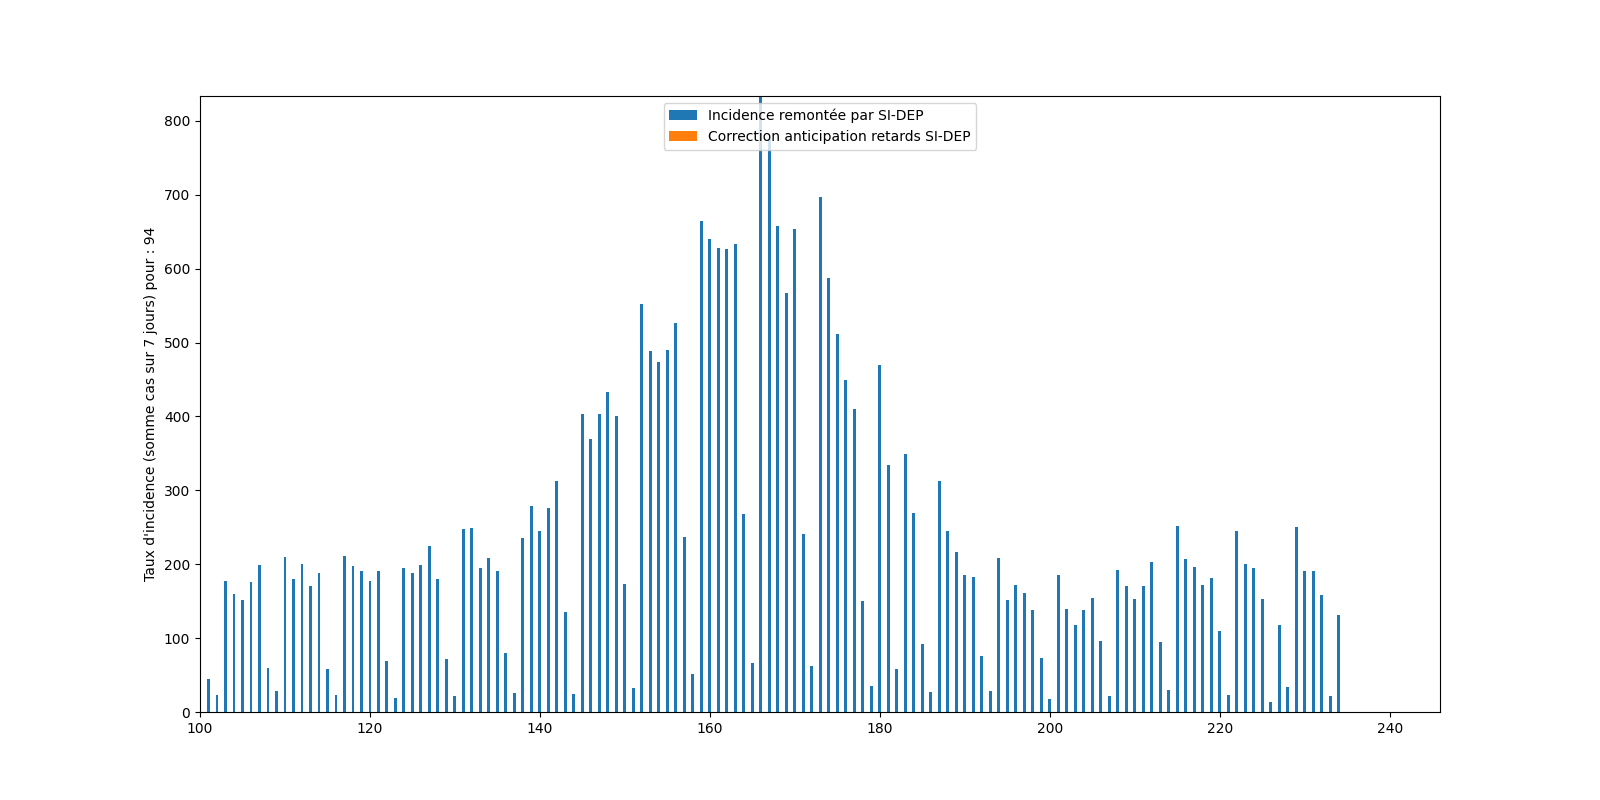 Incidence remontée par SI-DEP
Correction anticipation retards SI-DEP
Taux d'incidence (somme cas sur 7 jours) pour : 94
800
700
600
500
400
300
200
100
0
100 120 140 160 180 200 220 240